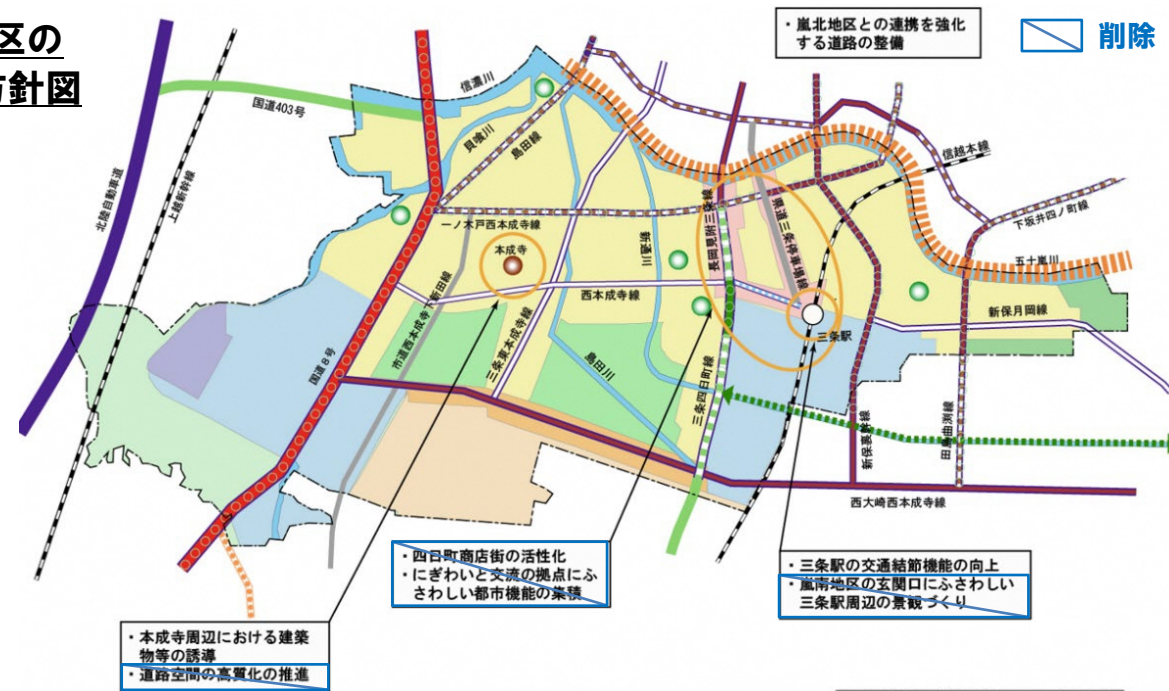 区の
方針図
・嵐北地区との連携を強化
する道路の整備
削除
信濃川
国道403号
貝喰川
島田線
信越本線
北陸自動車道
上越新幹線
長岡見附三条線
県道三条停車場線
下坂井四ノ町線
一ノ木戸西本成寺線
本成寺
新通川
五十嵐川
市道西本成寺下新田線
西本成寺線
新保月岡線
三条東本成寺線
三条駅
国道8号
島田川
三条四日町線
新保裏幹線
田島曲渕線
西大崎西本成寺線
・四日町商店街の活性化
・にぎわいと交流の拠点にふ
さわしい都市機能の集積
・三条駅の交通結節機能の向上
・嵐南地区の玄関口にふさわしい
三条駅周辺の景観づくり
・本成寺周辺における建築
物等の誘導
・道路空間の高質化の推進